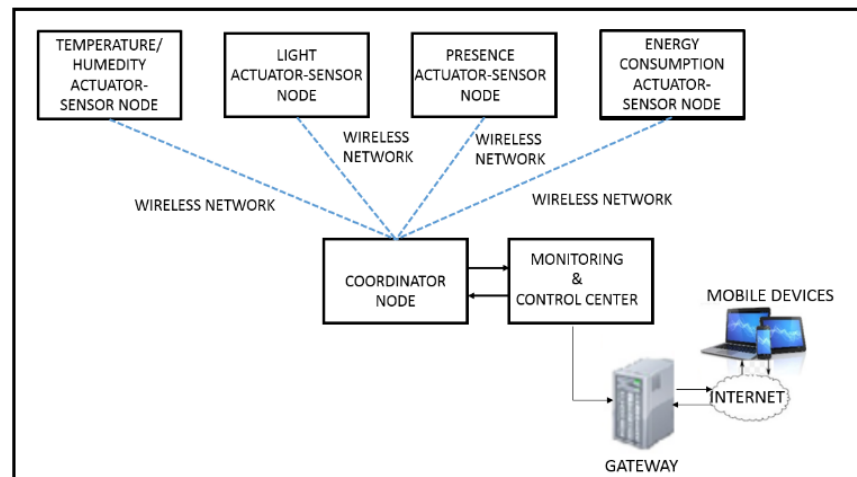 TEMPERATURE/
HUMEDITY
ACTUATOR-
SENSOR NODE
LIGHT
ACTUATOR-SENSOR
NODE
PRESENCE
ACTUATOR-SENSOR
NODE
ENERGY
CONSUMPTION
ACTUATOR-
SENSOR NODE
WIRELESS
NETWORK
WIRELESS
NETWORK
WIRELESS NETWORK
WIRELESS NETWORK
COORDINATOR
NODE
MONITORING
&
CONTROL CENTER
MOBILE DEVICES
INTERNET
GATEWAY